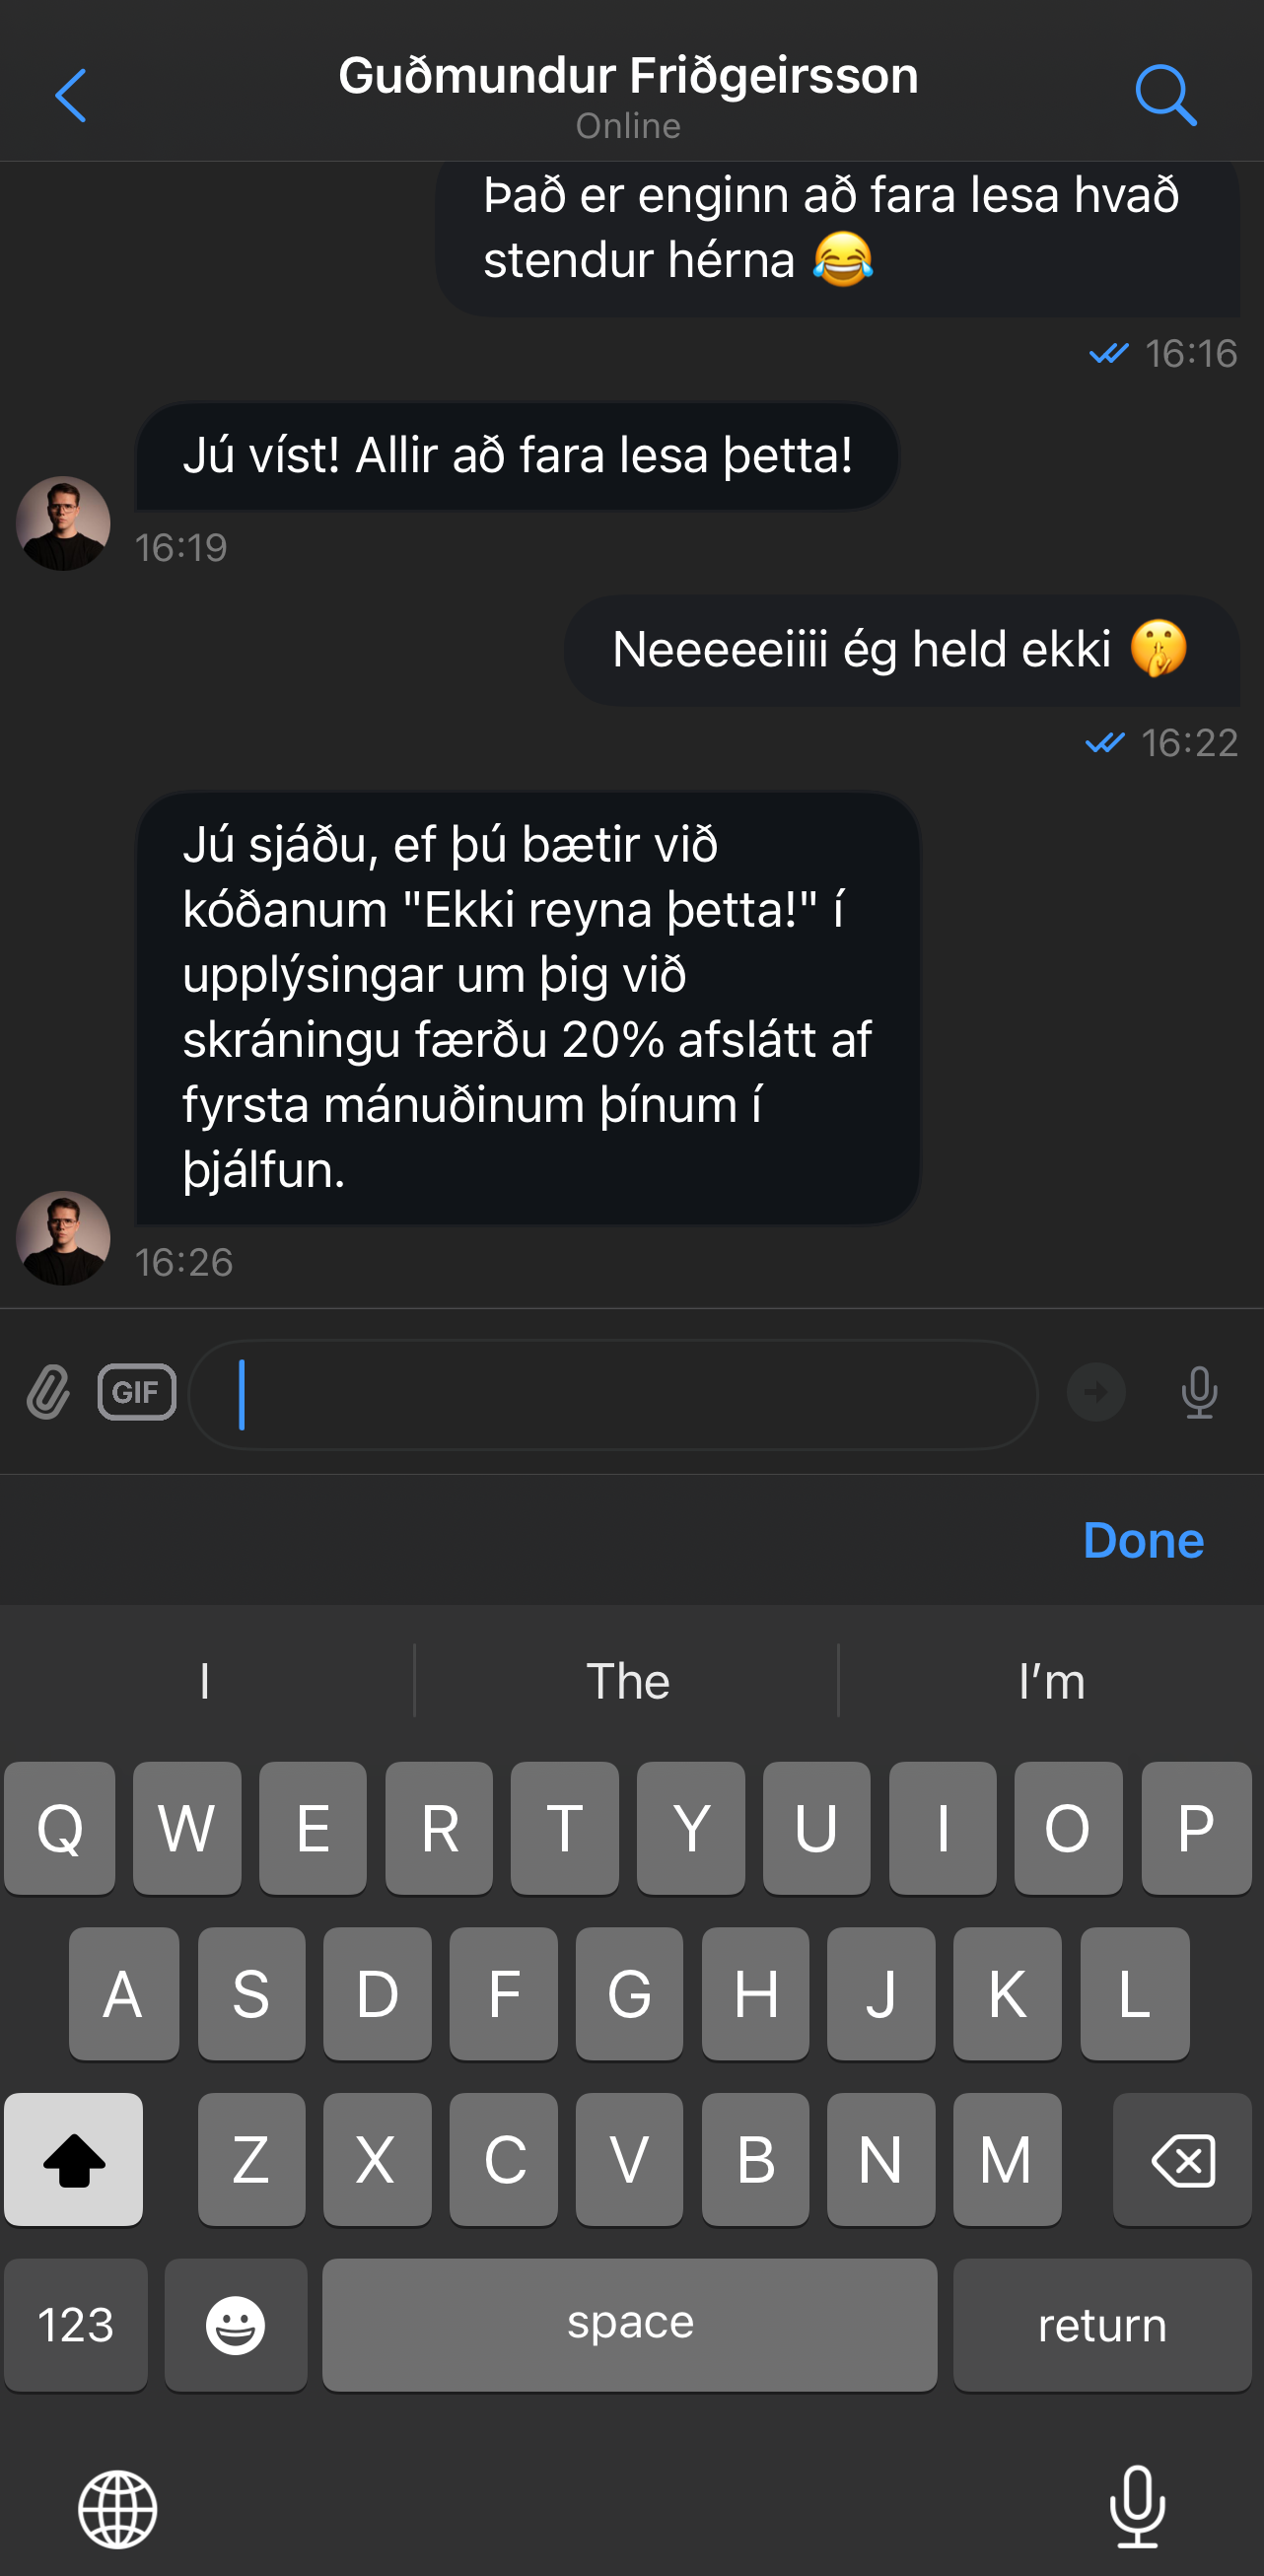 Guðmundur Friðgeirsson
Online
Það er enginn að fara lesa hvað
stendur hérna 😂
16:16
Jú víst! Allir að fara lesa þetta!
16:19
Neeeeeiiii ég held ekki 🤫
16:22
Jú sjáðu, ef þú bætir við
kóðanum "Ekki reyna þetta!" í
upplýsingar um þig við
skráningu færðu 20% afslátt af
fyrsta mánuðinum þínum í
þjálfun.
16:26
GIF
Done
I The I’m
Q W E R T Y U I O P
A S D F G H J K L
Z X C V B N M
123 space return